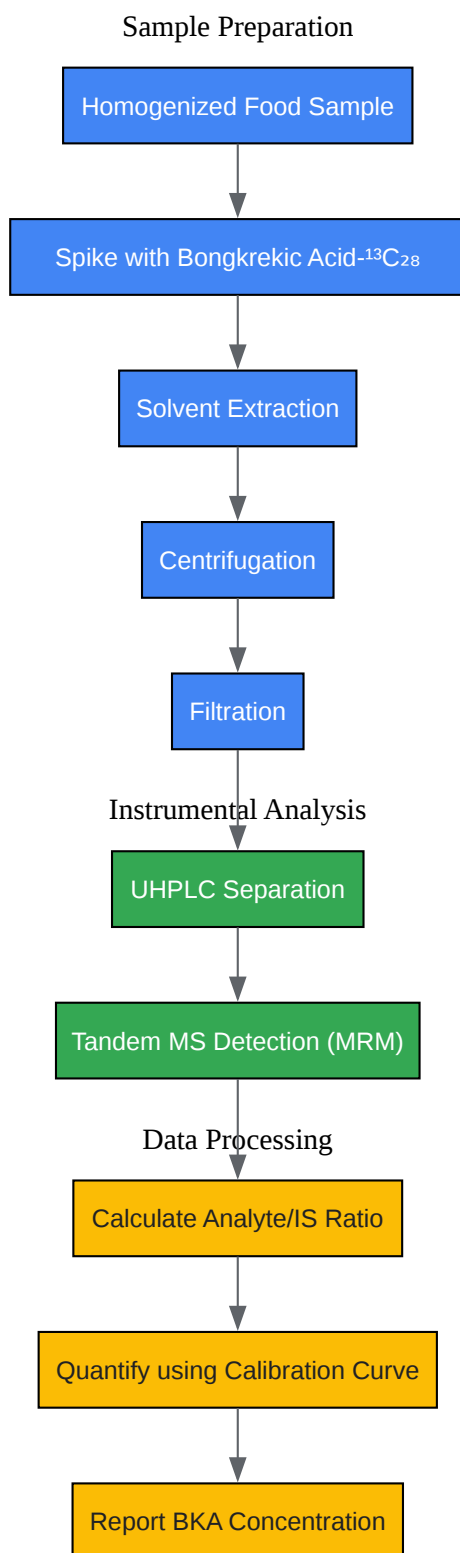 Sample Preparation
Homogenized Food Sample
Spike with Bongkrekic Acid-¹³C₂₈
Solvent Extraction
Centrifugation
Filtration
Instrumental Analysis
UHPLC Separation
Tandem MS Detection (MRM)
Data Processing
Calculate Analyte/IS Ratio
Quantify using Calibration Curve
Report BKA Concentration